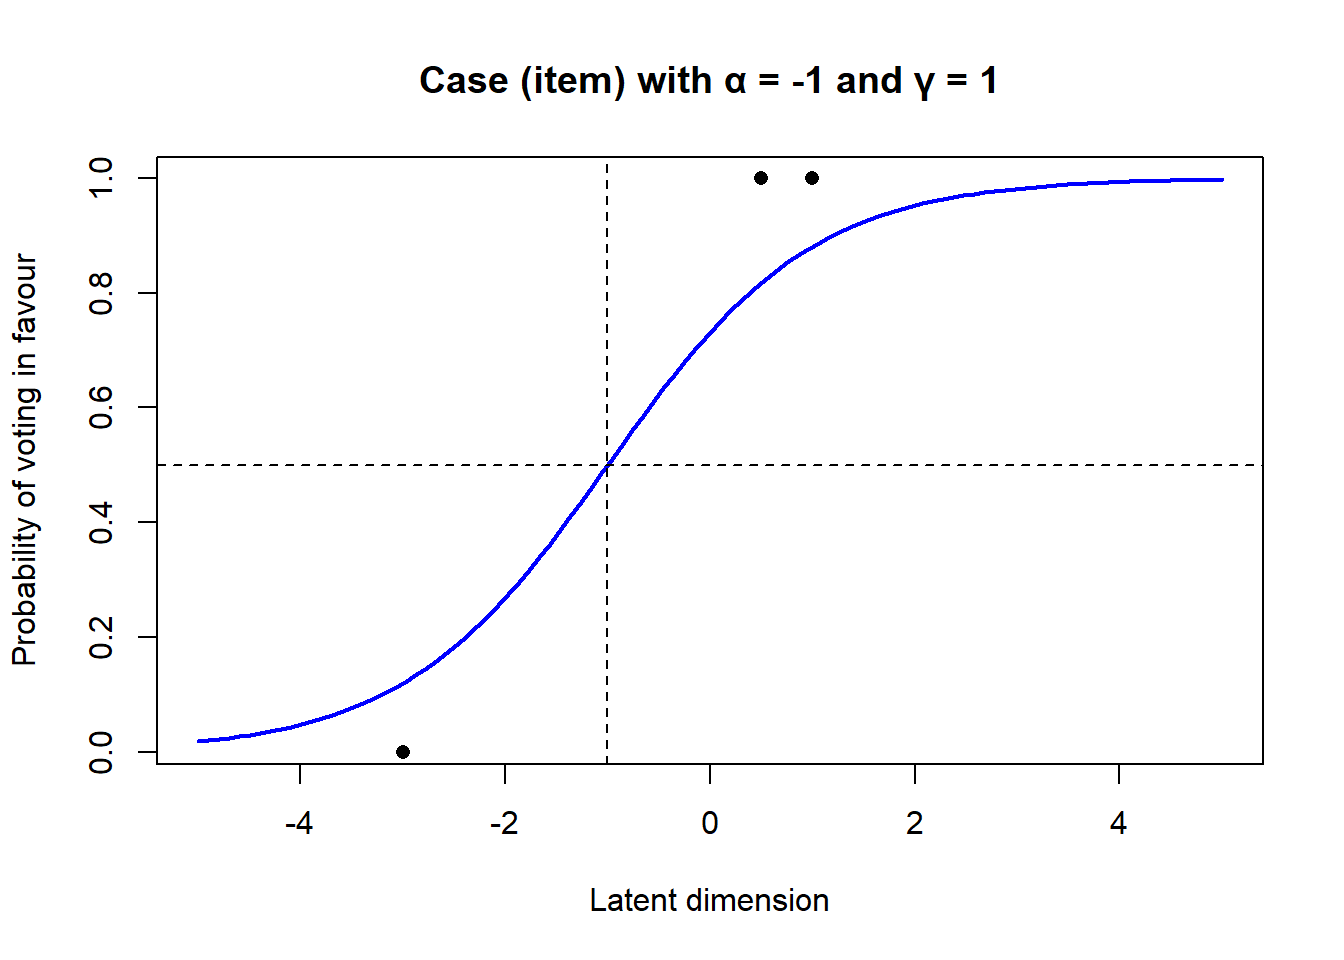 Case (item) with α = -1 and γ = 1
Probability of voting in favour
1.0
0.8
0.6
0.4
0.2
0.0
-4 -2 0 2 4
Latent dimension